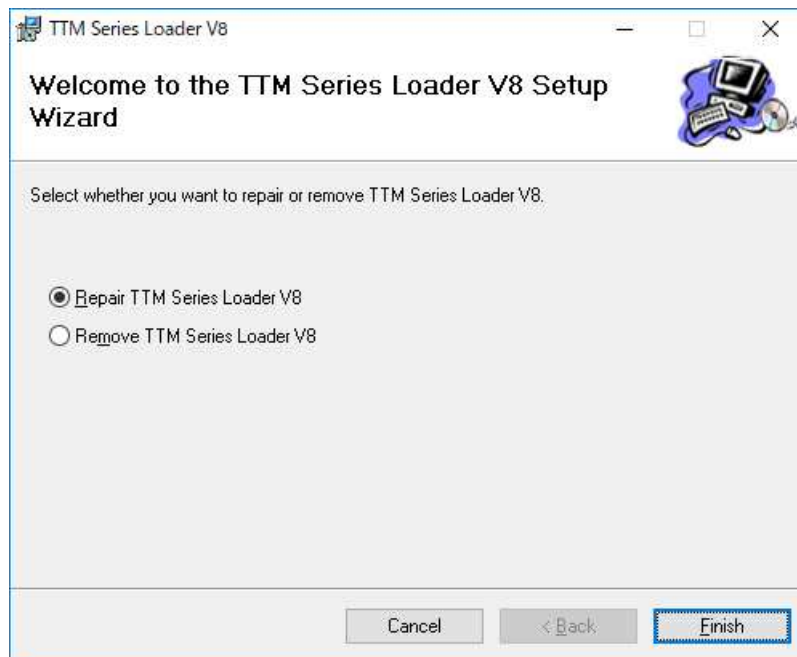 TTM Series Loader V8
Welcome to the TTM Series Loader V8 Setup
Wizard
Select whether you want to repair or remove TTM Series Loader V8.
Repair TTM Series Loader V8
Remove TTM Series Loader V8
Cancel
< Back
Finish